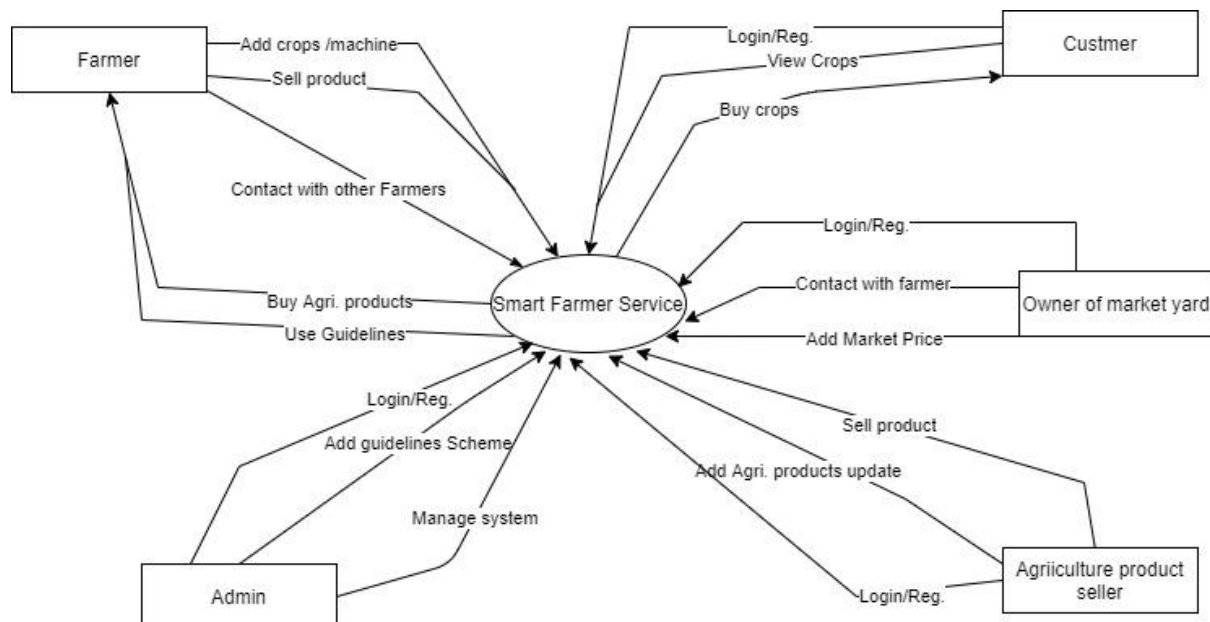 Farmer
Add crops /machine
Sell product
Login/Reg.
View Crops
Custmer
Buy crops
Contact with other Farmers
Login/Reg.
Contact with farmer
Owner of market yard
Smart Farmer Service
Buy Agri. products
Use Guidelines
Add Market Price
Login/Reg.
Add guidelines Scheme
Manage system
Sell product
Add Agri. products update
Login/Reg.
Admin
Agriiculture product
seller